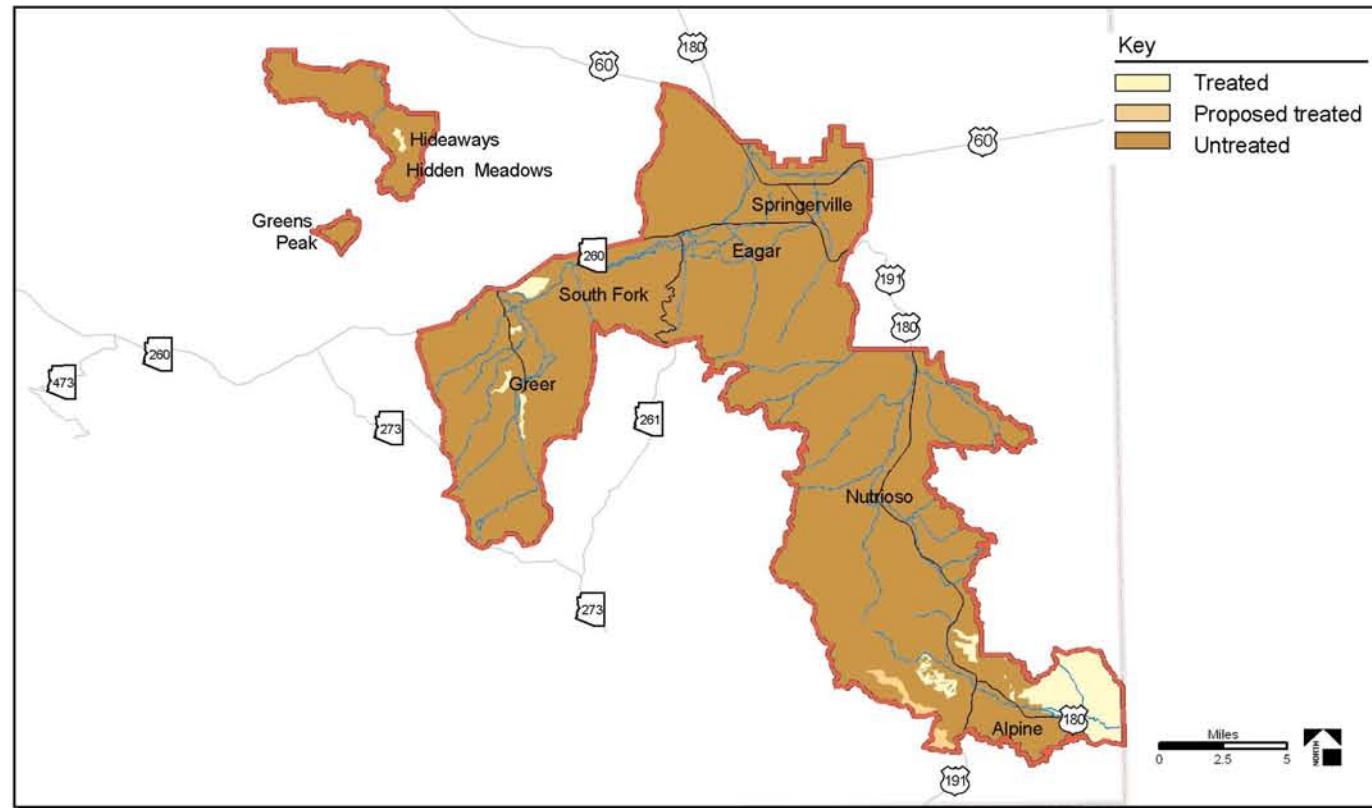 180
60
Key
Treated
Proposed treated
Untreated
Hideaways
60
Hidden Meadows
Springerville
Greens
Peak
260
Eagar
191
South Fork
180
260
473
Greer
273
261
Nutrioso
273
180
Alpine
Miles
0 2.5 5
NORTH
191